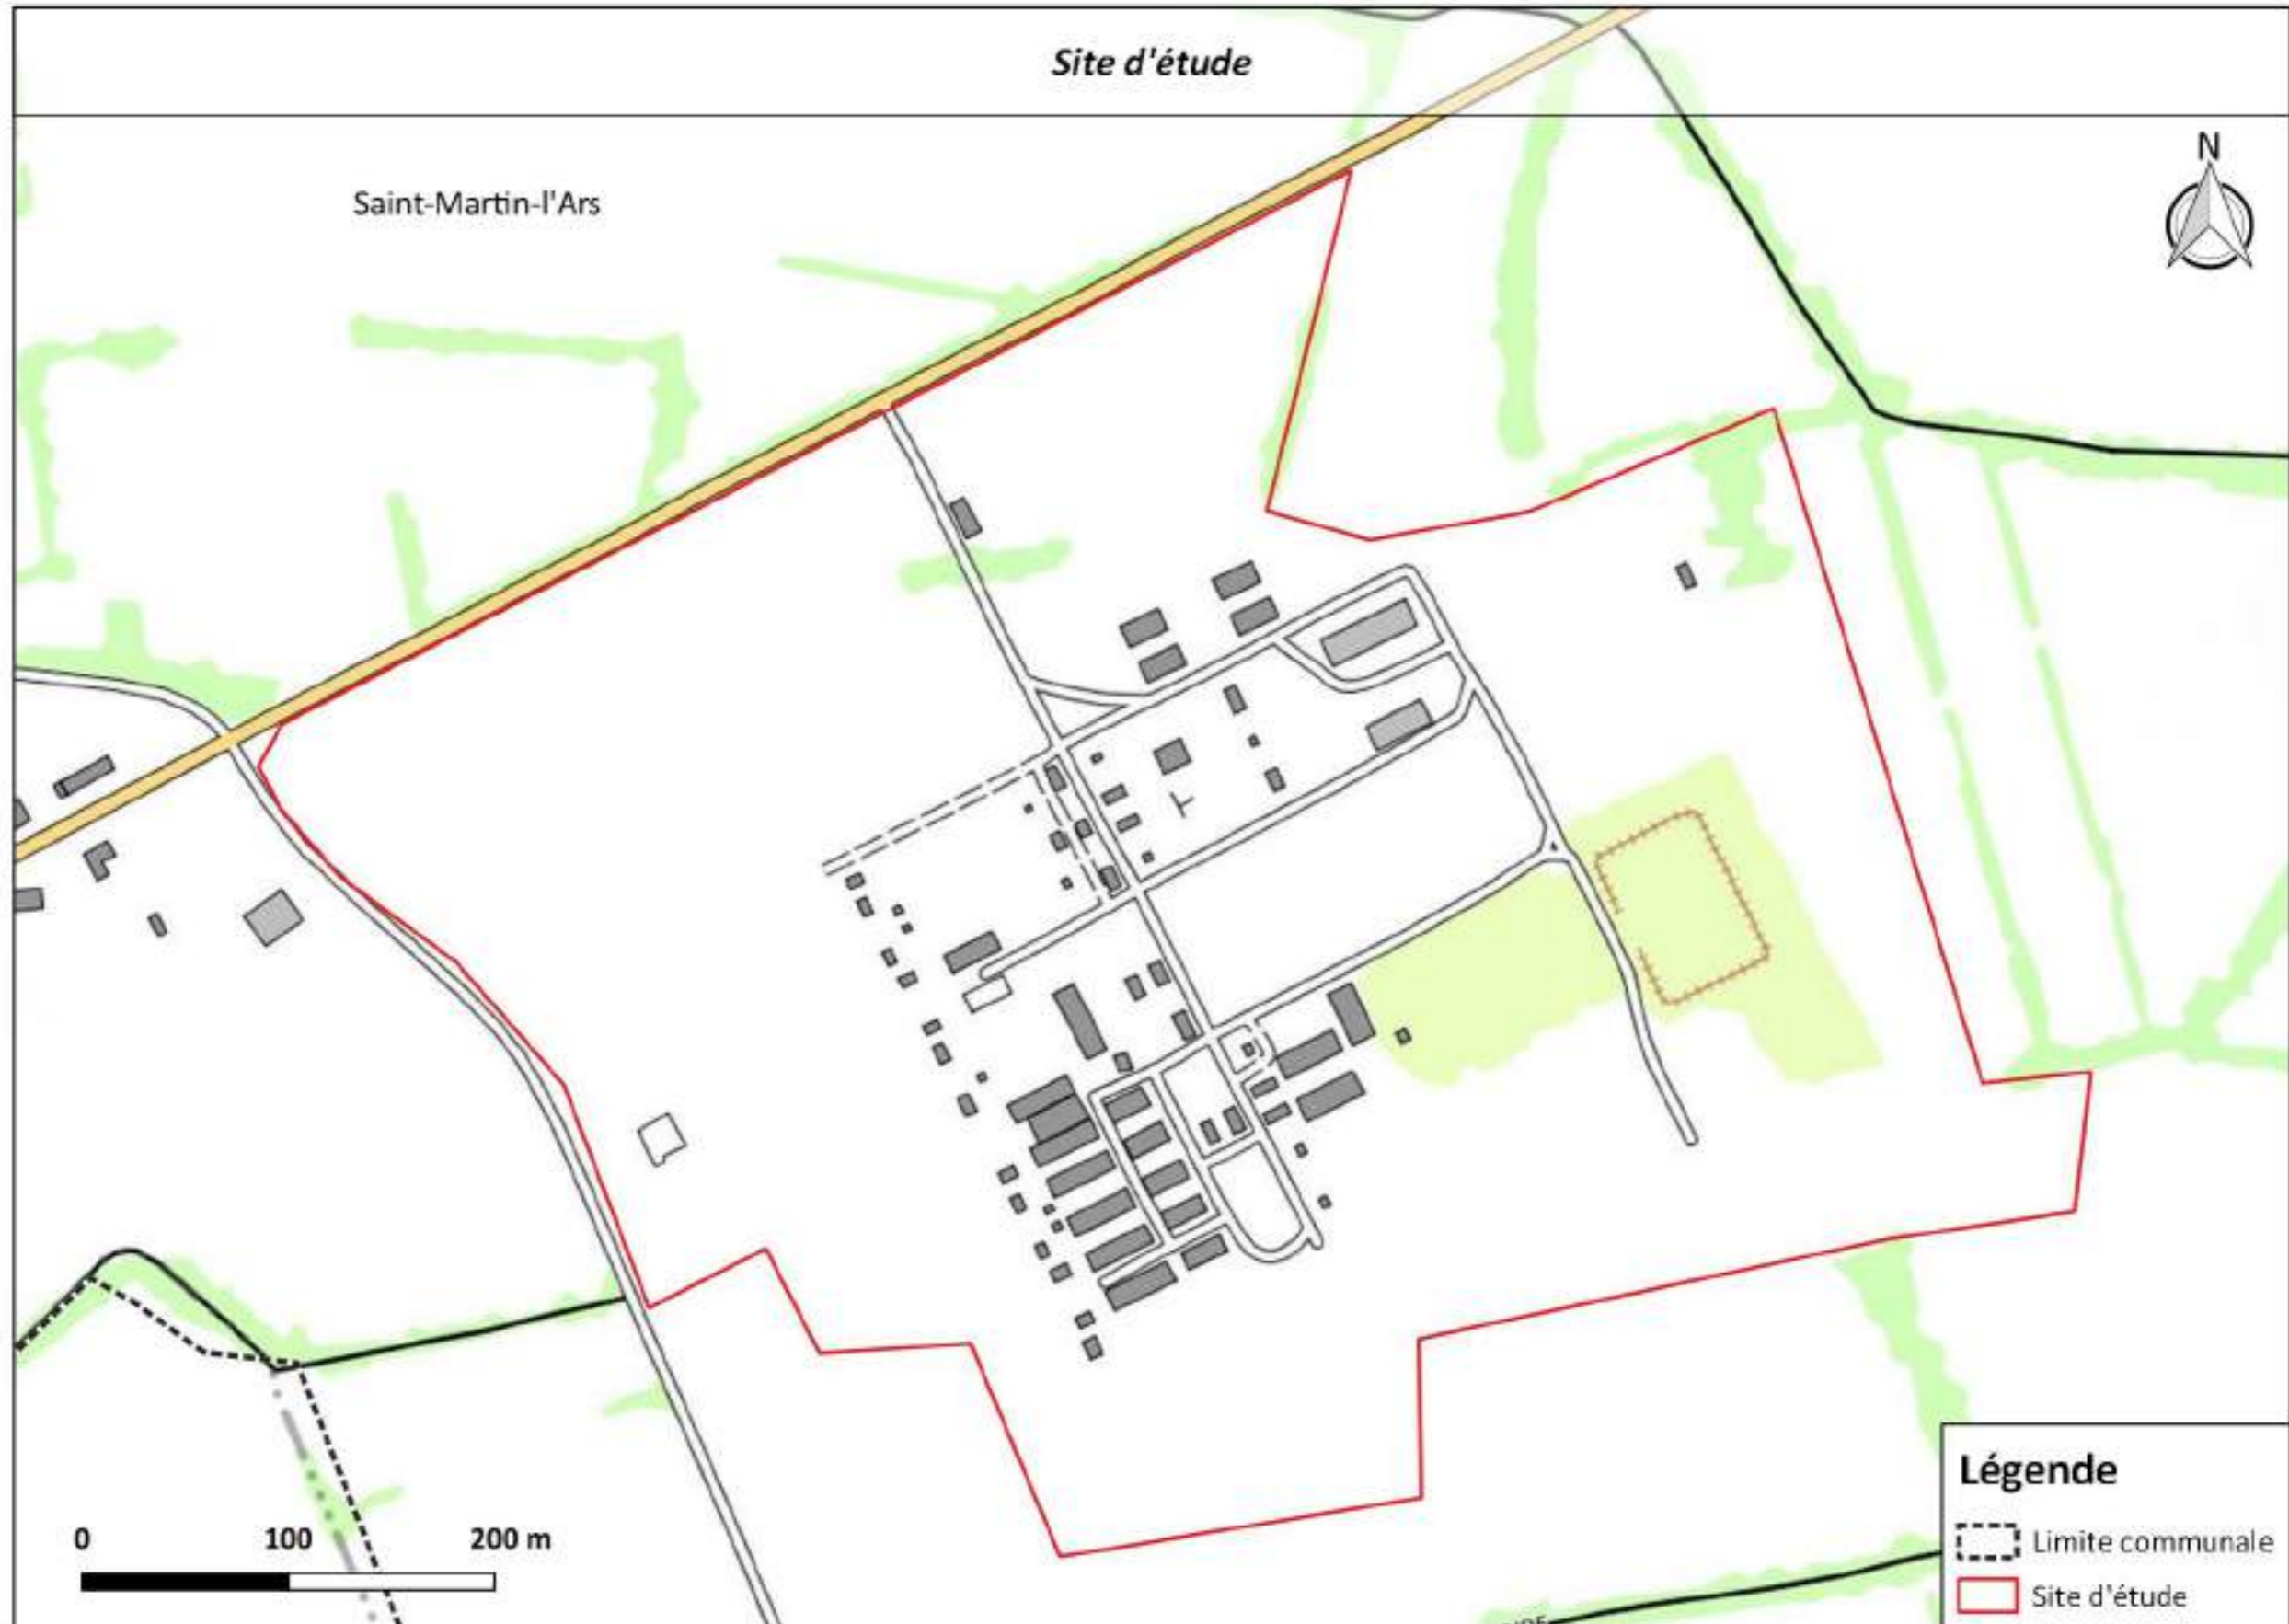 Site d'étude
N
Saint-Martin-l'Ars
0 100 200 m
Légende
Limite communale
Site d'étude